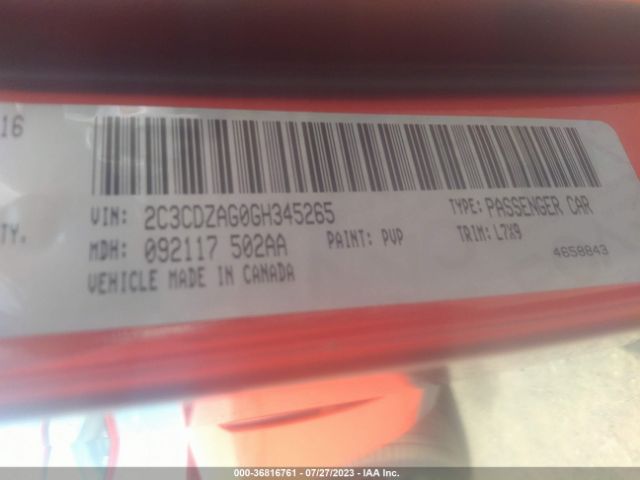 16
VIN: 2C3CDZAG0GH345265 TYPE: PASSENGER CAR
TY. MDH: 092117 502AA PAINT: PVP TRIM: L7X9
VEHICLE MADE IN CANADA 4658843
000-36816761 / 07/27/2023 - IAA Inc.